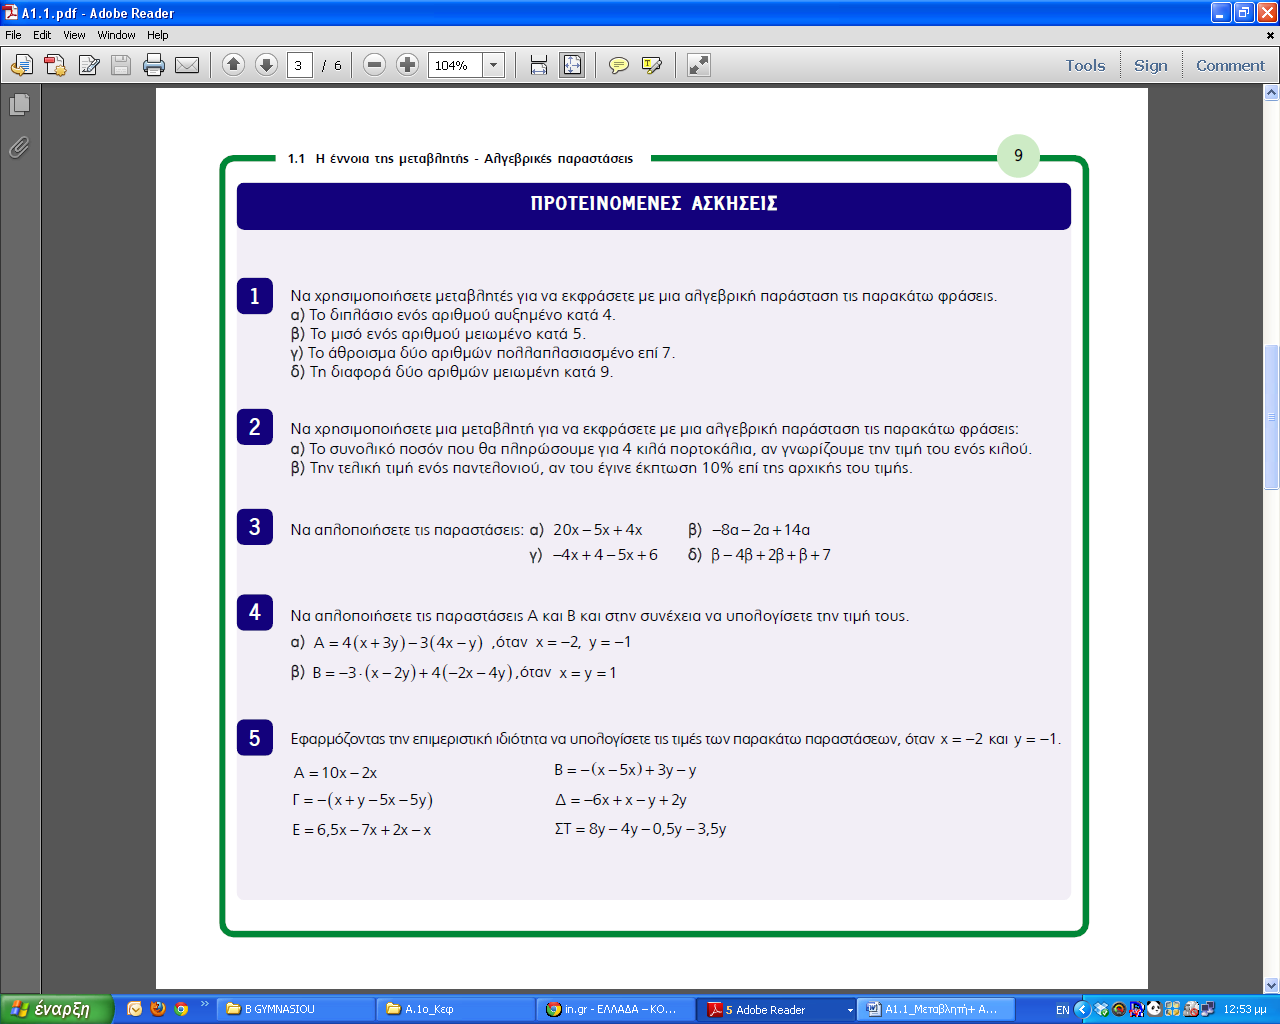 A1.1.pdf - Adobe Reader
File Edit View Window Help
3 / 6 104% Tools Sign Comment
1.1 Η έννοια της μεταβλητής - Αλγεβρικές παραστάσεις 9
ΠΡΟΤΕΙΝΟΜΕΝΕΣ ΑΣΚΗΣΕΙΣ
1 Να χρησιμοποιήσετε μεταβλητές για να εκφράσετε με μια αλγεβρική παράσταση τις παρακάτω φράσεις.
α) Το διπλάσιο ενός αριθμού αυξημένο κατά 4.
β) Το μισό ενός αριθμού μειωμένο κατά 5.
γ) Το άθροισμα δύο αριθμών πολλαπλασιασμένο επί 7.
δ) Τη διαφορά δύο αριθμών μειωμένη κατά 9.
2 Να χρησιμοποιήσετε μια μεταβλητή για να εκφράσετε με μια αλγεβρική παράσταση τις παρακάτω φράσεις:
α) Το συνολικό ποσόν που θα πληρώσουμε για 4 κιλά πορτοκάλια, αν γνωρίζουμε την τιμή του ενός κιλού.
β) Την τελική τιμή ενός παντελονιού, αν του έγινε έκπτωση 10% επί της αρχικής του τιμής.
3 Να απλοποιήσετε τις παραστάσεις: α) 20x – 5x + 4x β) –8α – 2α + 14α
γ) –4x + 4 – 5x + 6 δ) β – 4β + 2β + β + 7
4 Να απλοποιήσετε τις παραστάσεις Α και Β και στην συνέχεια να υπολογίσετε την τιμή τους.
α) A = 4(x + 3y) – 3(4x – y) ,όταν x = –2, y = –1
β) B = –3·(x – 2y) + 4(–2x – 4y) ,όταν x = y = 1
5 Εφαρμόζοντας την επιμεριστική ιδιότητα να υπολογίσετε τις τιμές των παρακάτω παραστάσεων, όταν x = –2 και y = –1.
A = 10x – 2x B = –(x – 5x) + 3y – y
Γ = –(x + y – 5x – 5y) Δ = –6x + x – y + 2y
E = 6,5x – 7x + 2x – x ΣΤ = 8y – 4y – 0,5y – 3,5y
έναρξη B GYMNASIOU Α.1ο_Κεφ in.gr - ΕΛΛΑΔΑ – ΚΟ... 5 Adobe Reader A1.1_Μεταβλητή+ Α... EN 12:53 μμ